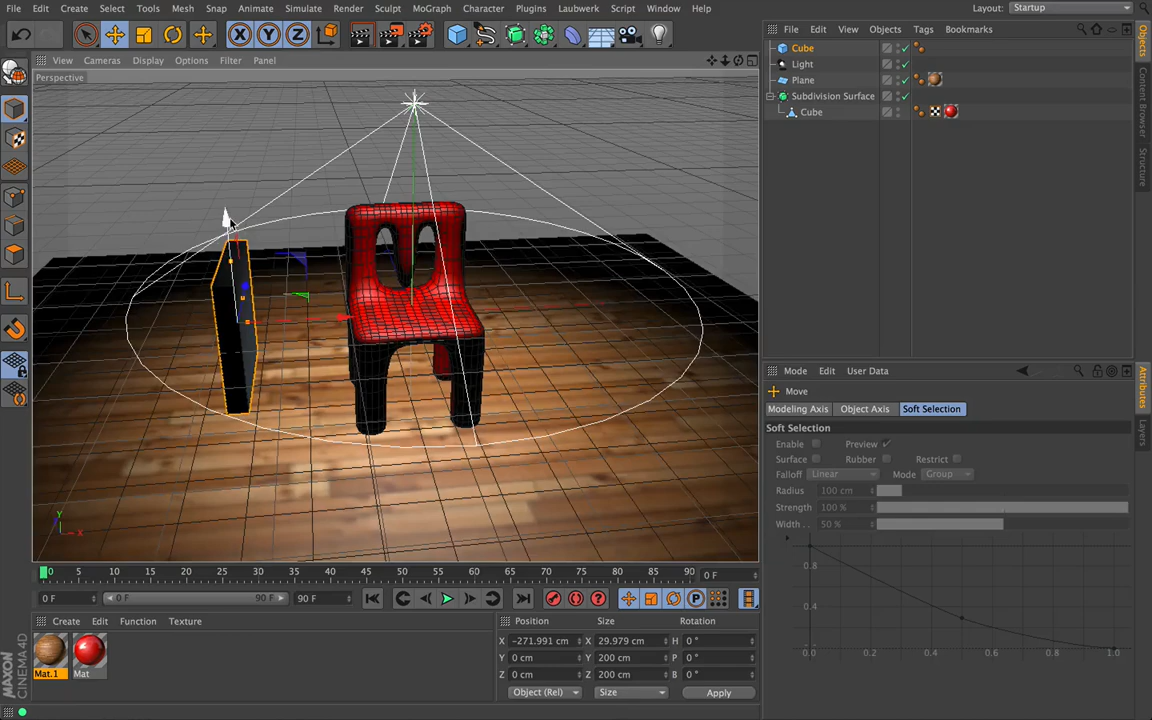 File Edit Create Select Tools Mesh Snap Animate Simulate Render Sculpt MoGraph Character Plugins Laubwerk Script Window Help Layout: Startup
X Y Z
File Edit View Objects Tags Bookmarks
View Cameras Display Options Filter Panel
Perspective
Cube
Light
Plane
Subdivision Surface
Cube
Objects
Content Browser
Structure
Mode Edit User Data
Move
Modeling Axis Object Axis Soft Selection
Soft Selection
Enable Preview
Surface Rubber Restrict
Falloff Linear Mode Group
Radius 100 cm
Strength 100 %
Width . . 50 %
0.8
0.4
0.0 0.2 0.4 0.6 0.8 1.0
Attributes
Layers
Y
X
0 5 10 15 20 25 30 35 40 45 50 55 60 65 70 75 80 85 90 0 F
0 F 0 F 90 F 90 F
P
Create Edit Function Texture
Mat.1 Mat
Position Size Rotation
X -271.991 cm X 29.979 cm H 0 °
Y 0 cm Y 200 cm P 0 °
Z 0 cm Z 200 cm B 0 °
Object (Rel) Size Apply
MAXON
CINEMA 4D